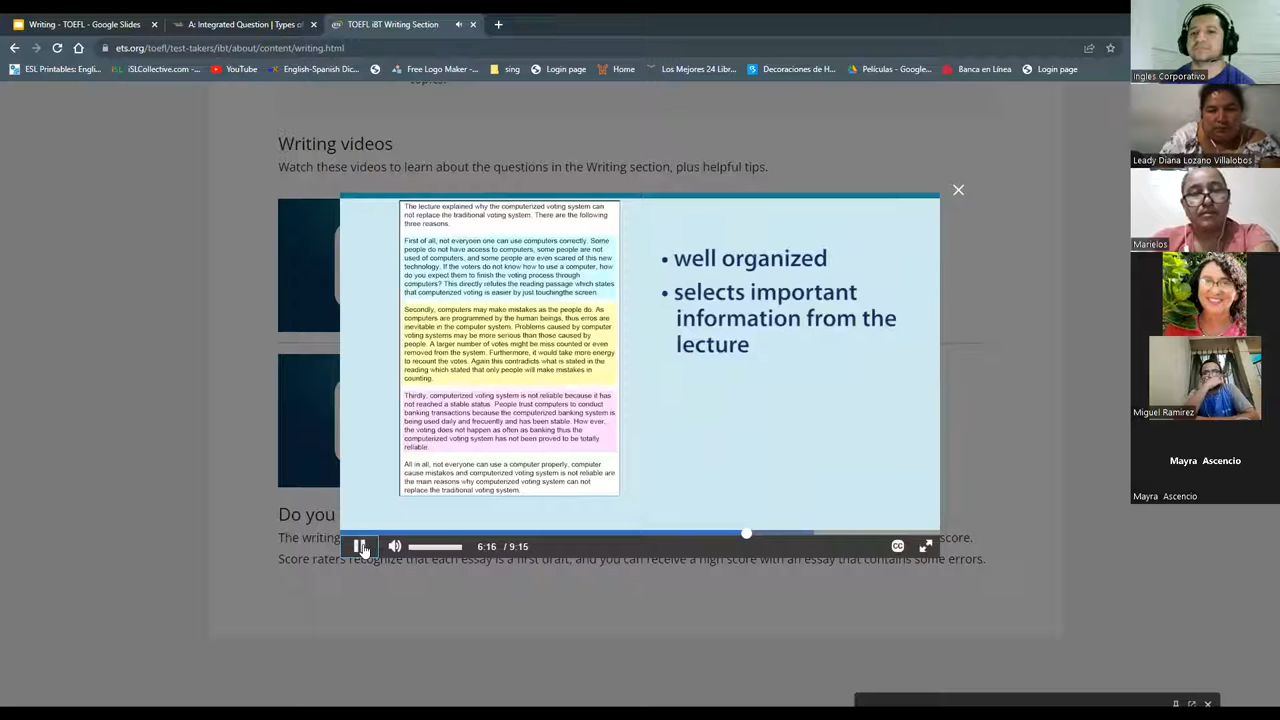 Writing - TOEFL - Google Slides
A: Integrated Question | Types of
TOEFL iBT Writing Section
ets.org/toefl/test-takers/ibt/about/content/writing.html
ESL Printables: Engli...
iSLCollective.com -...
YouTube
English-Spanish Dic...
Free Logo Maker -...
sing
Login page
Home
Los Mejores 24 Libr...
Decoraciones de H...
Películas - Google...
Banca en Línea
Login page
Writing videos
Watch these videos to learn about the questions in the Writing section, plus helpful tips.
The lecture explained why the computerized voting system can
not replace the traditional voting system. There are the following
three reasons.
First of all, not everyoen one can use computers correctly. Some
people do not have access to computers, some people are not
used of computers, and some people are even scared of this new
technology. If the voters do not know how to use a computer, how
do you expect them to finish the voting process through
computers? This directly refutes the reading passage which states
that computerized voting is easier by just touchingthe screen.
Secondly, computers may make mistakes as the people do. As
computers are programmed by the human beings, thus erros are
inevitable in the computer system. Problems caused by computer
voting systems may be more serious than those caused by
people. A larger number of votes might be miss counted or even
removed from the system. Furthermore, it would take more energy
to recount the votes. Again this contradicts what is stated in the
reading which stated that only people will make mistakes in
counting.
Thirdly, computerized voting system is not reliable because it has
not reached a stable status. People trust computers to conduct
banking transactions because the computerized banking system is
being used daily and frecuently and has been stable. How ever,
the voting does not happen as often as banking thus the
computerized voting system has not been proved to be totally
reliable.
All in all, not everyone can use a computer properly, computer
cause mistakes and computerized voting system is not reliable are
the main reasons why computerized voting system can not
replace the traditional voting system.
• well organized
• selects important
information from the
lecture
6:16 / 9:15
CC
Do you
The writing
score.
Score raters recognize that each essay is a first draft, and you can receive a high score with an essay that contains some errors.
Ingles Corporativo
Leady Diana Lozano Villalobos
Marielos
Miguel Ramirez
Mayra Ascencio
Mayra Ascencio